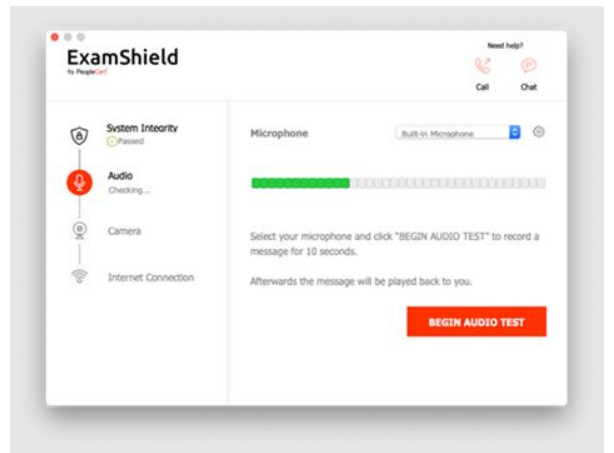 ExamShield
by PeopleCert
Need help?
Call
Chat
System Integrity
Passed
Audio
Checking...
Camera
Internet Connection
Microphone
Built-in Microphone
Select your microphone and click "BEGIN AUDIO TEST" to record a
message for 10 seconds.
Afterwards the message will be played back to you.
BEGIN AUDIO TEST